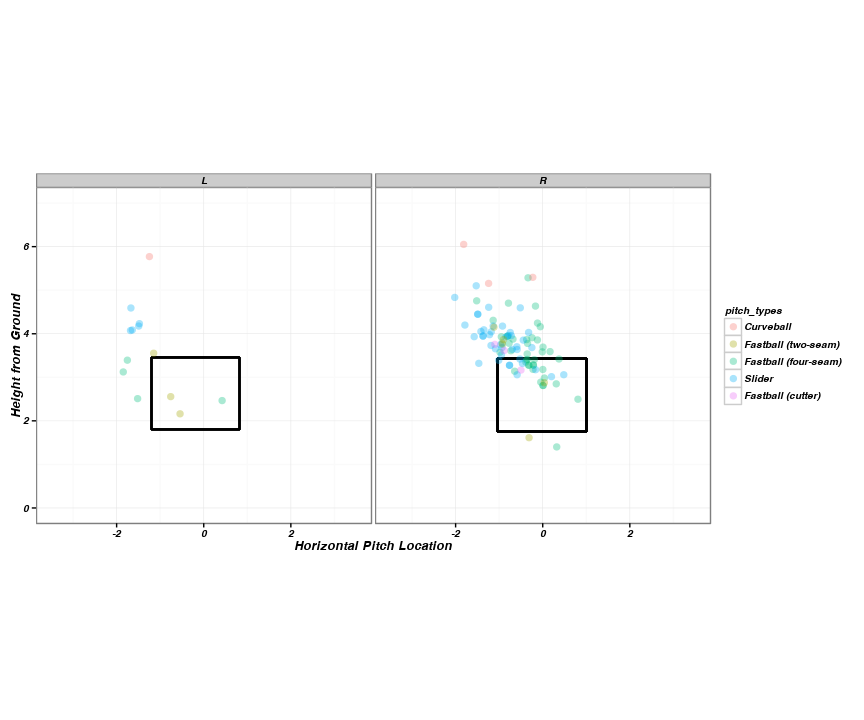 L
R
6
4
2
0
-2
0
2
-2
0
2
Horizontal Pitch Location
Height from Ground
pitch_types
Curveball
Fastball (two-seam)
Fastball (four-seam)
Slider
Fastball (cutter)